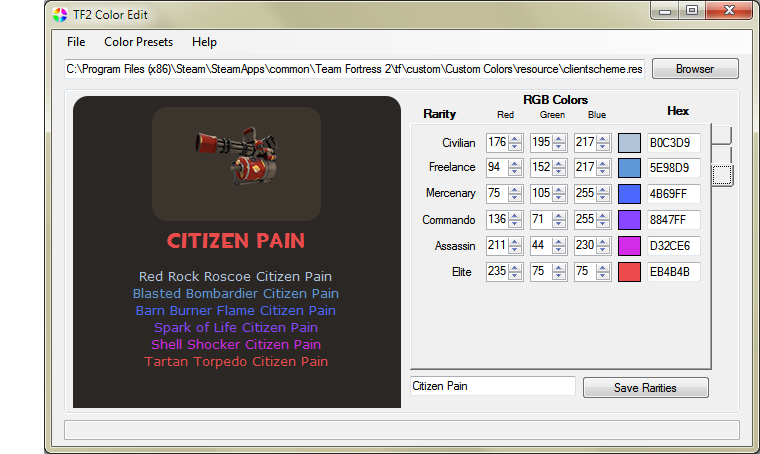 TF2 Color Edit
File Color Presets Help
C:\Program Files (x86)\Steam\SteamApps\common\Team Fortress 2\tf\custom\Custom Colors\resource\clientscheme.res Browser
CITIZEN PAIN
Red Rock Roscoe Citizen Pain
Blasted Bombardier Citizen Pain
Barn Burner Flame Citizen Pain
Spark of Life Citizen Pain
Shell Shocker Citizen Pain
Tartan Torpedo Citizen Pain
RGB Colors
Rarity Red Green Blue Hex
Civilian 176 195 217 B0C3D9
Freelance 94 152 217 5E98D9
Mercenary 75 105 255 4B69FF
Commando 136 71 255 8847FF
Assassin 211 44 230 D32CE6
Elite 235 75 75 EB4B4B
Citizen Pain Save Rarities